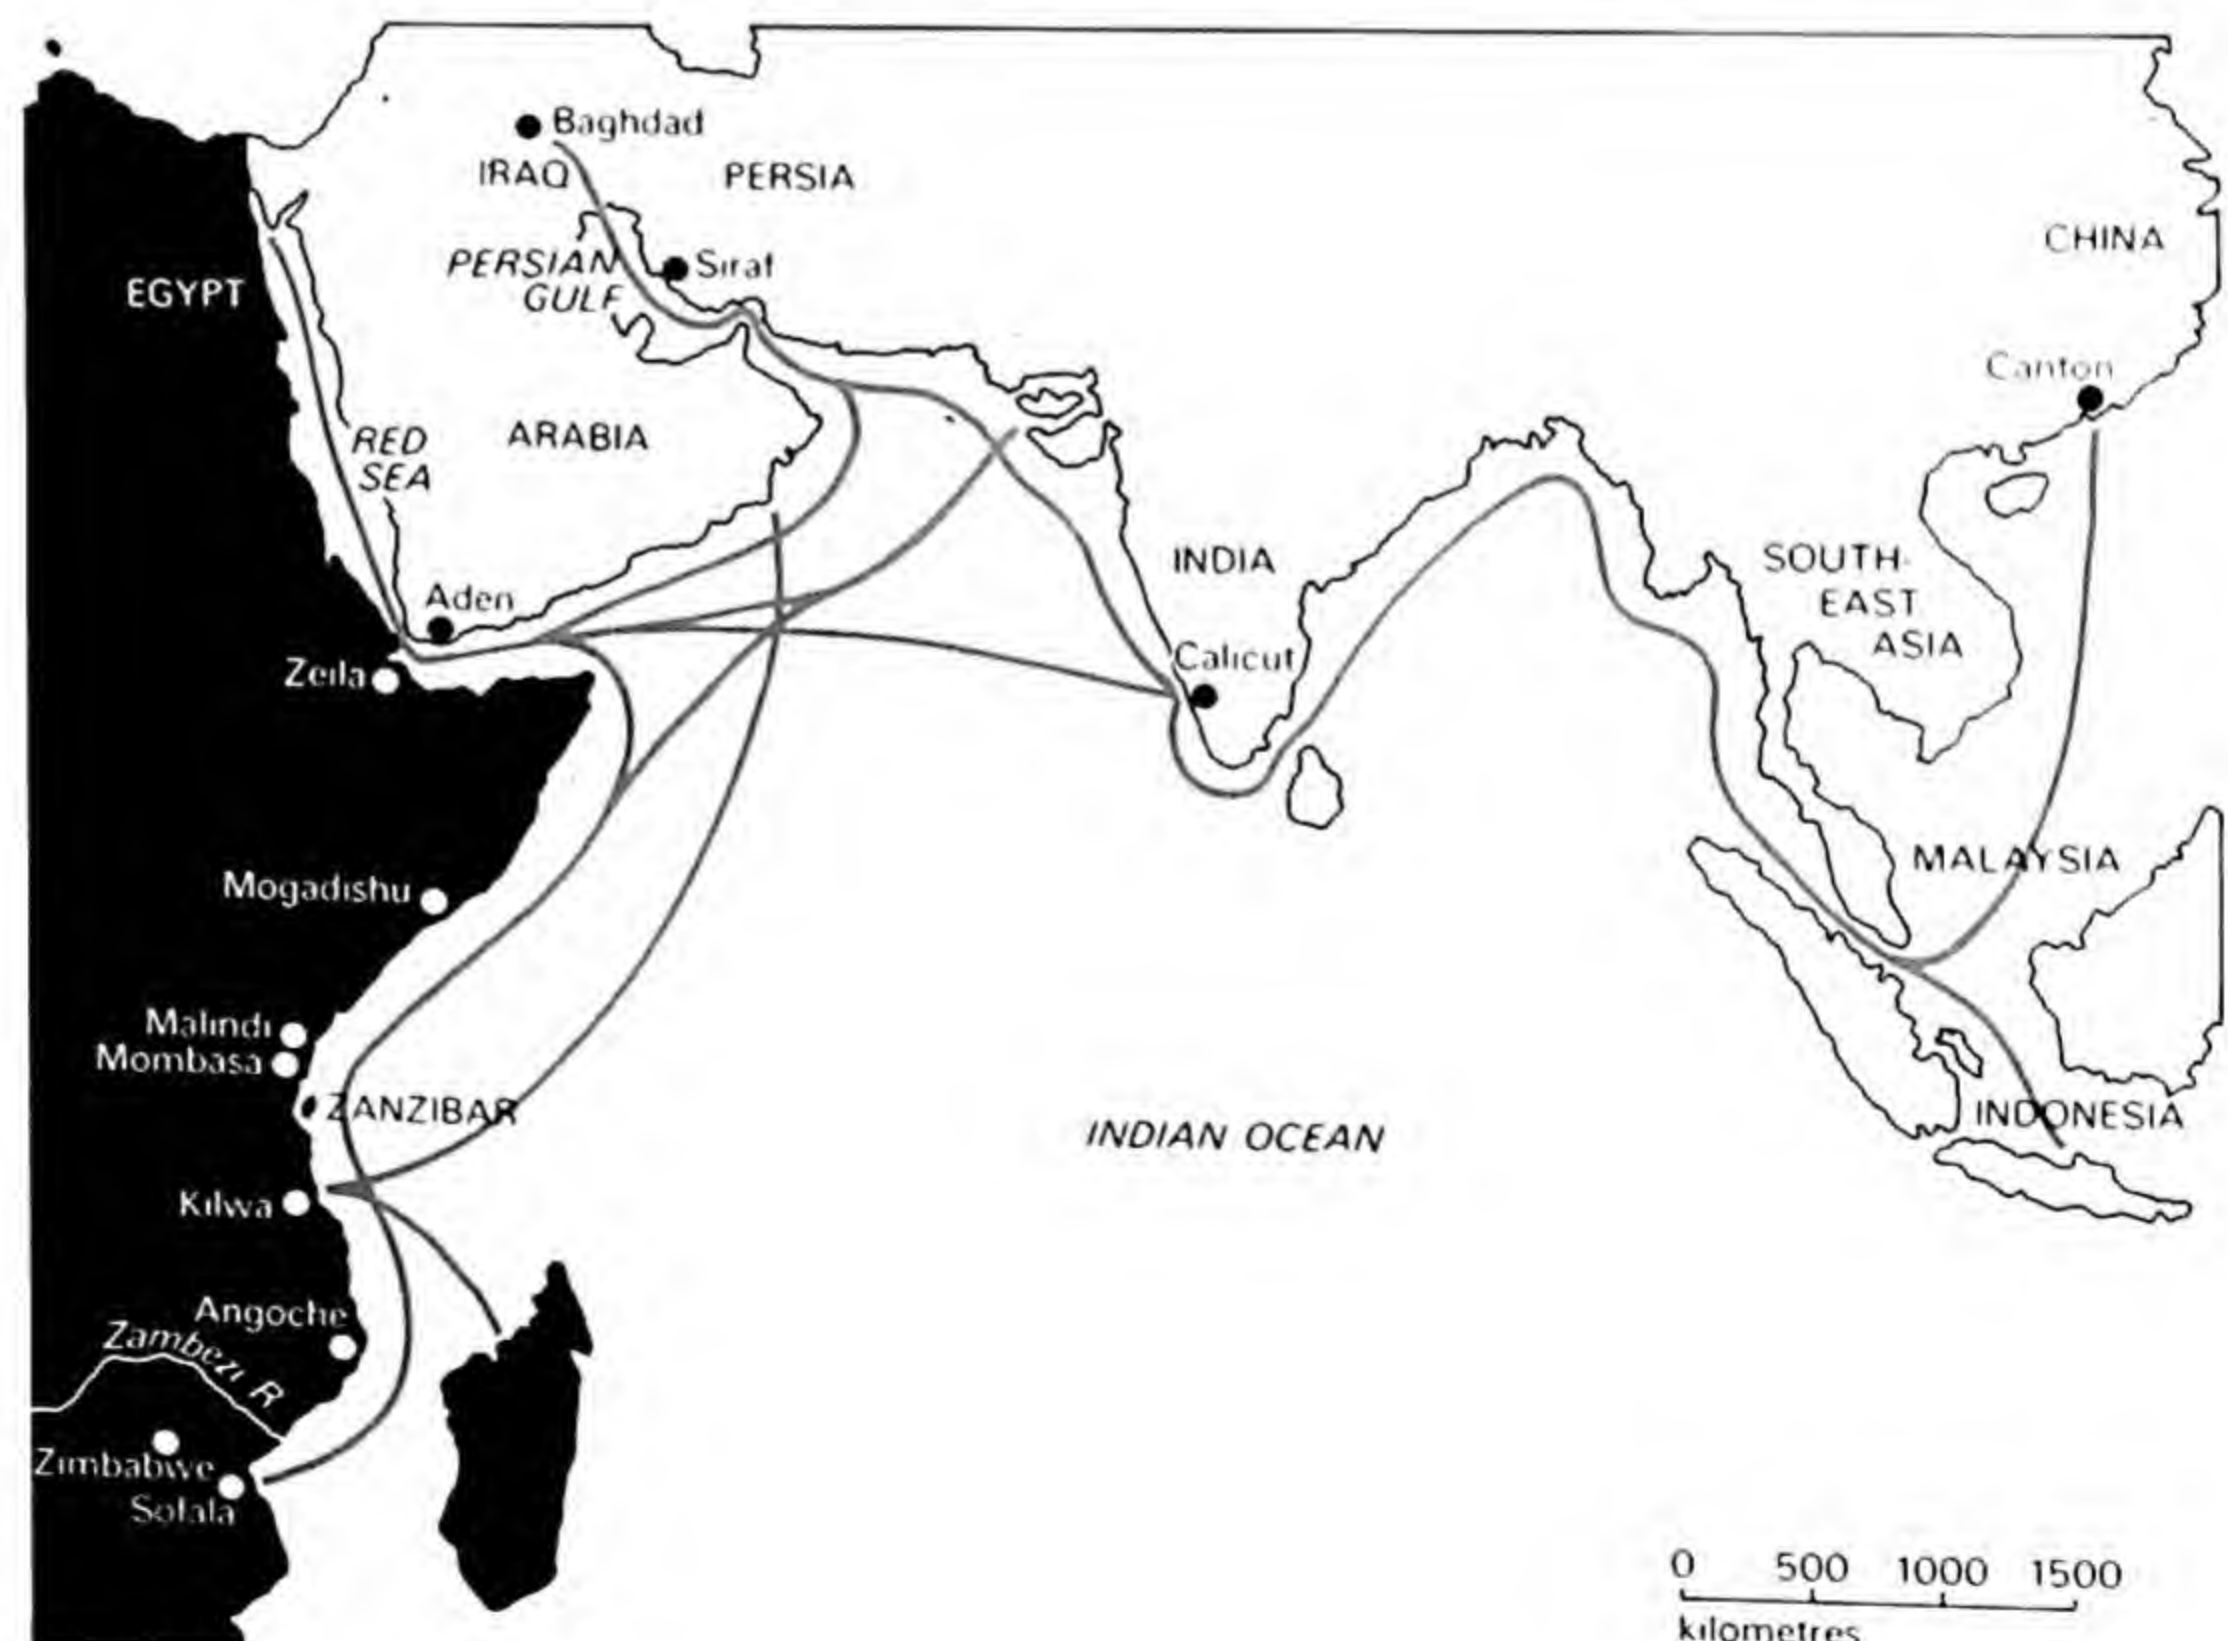 Baghdad
IRAQ
PERSIA
CHINA
PERSIAN
GULF
Siraf
EGYPT
Canton
RED
SEA
ARABIA
INDIA
SOUTH-
EAST
ASIA
Aden
Zeila
Calicut
Mogadishu
MALAYSIA
Malindi
Mombasa
ZANZIBAR
INDIAN OCEAN
INDONESIA
Kilwa
Angoche
Zambezi R
Zimbabwe
Sofala
0 500 1000 1500
kilometres